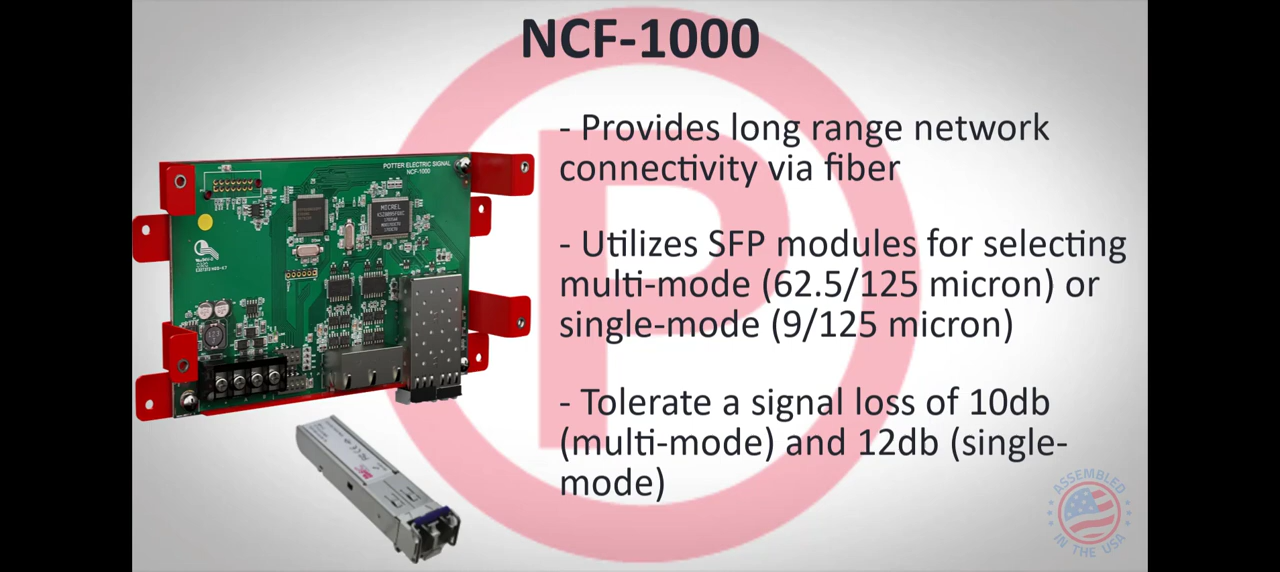 NCF-1000
- Provides long range network
connectivity via fiber
- Utilizes SFP modules for selecting
multi-mode (62.5/125 micron) or
single-mode (9/125 micron)
- Tolerate a signal loss of 10db
(multi-mode) and 12db (single-
mode)
POTTER ELECTRIC SIGNAL
NCF-1000
MICREL
ASSEMBLED
IN THE USA